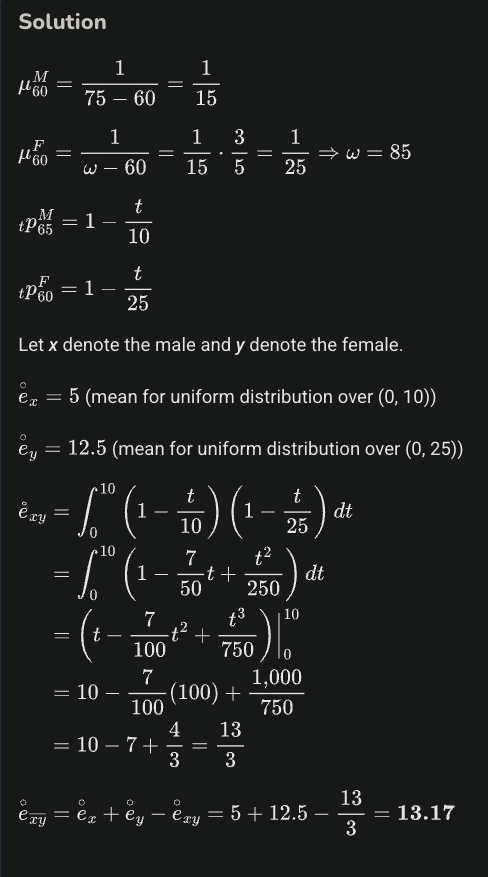 Solution
$\mu_{60}^{M} = \frac{1}{75 - 60} = \frac{1}{15}$
$\mu_{60}^{F} = \frac{1}{\omega - 60} = \frac{1}{15} \cdot \frac{3}{5} = \frac{1}{25} \Rightarrow \omega = 85$
${}_{t}p_{65}^{M} = 1 - \frac{t}{10}$
${}_{t}p_{60}^{F} = 1 - \frac{t}{25}$
Let x denote the male and y denote the female.
$\mathring{e}_{x} = 5$ (mean for uniform distribution over (0, 10))
$\mathring{e}_{y} = 12.5$ (mean for uniform distribution over (0, 25))
$\mathring{e}_{xy} = \int_{0}^{10} \left(1 - \frac{t}{10}\right)\left(1 - \frac{t}{25}\right) dt$
$= \int_{0}^{10} \left(1 - \frac{7}{50}t + \frac{t^2}{250}\right) dt$
$= \left(t - \frac{7}{100}t^2 + \frac{t^3}{750}\right)\Big|_{0}^{10}$
$= 10 - \frac{7}{100}(100) + \frac{1,000}{750}$
$= 10 - 7 + \frac{4}{3} = \frac{13}{3}$
$\mathring{e}_{\overline{xy}} = \mathring{e}_{x} + \mathring{e}_{y} - \mathring{e}_{xy} = 5 + 12.5 - \frac{13}{3} = \mathbf{13.17}$